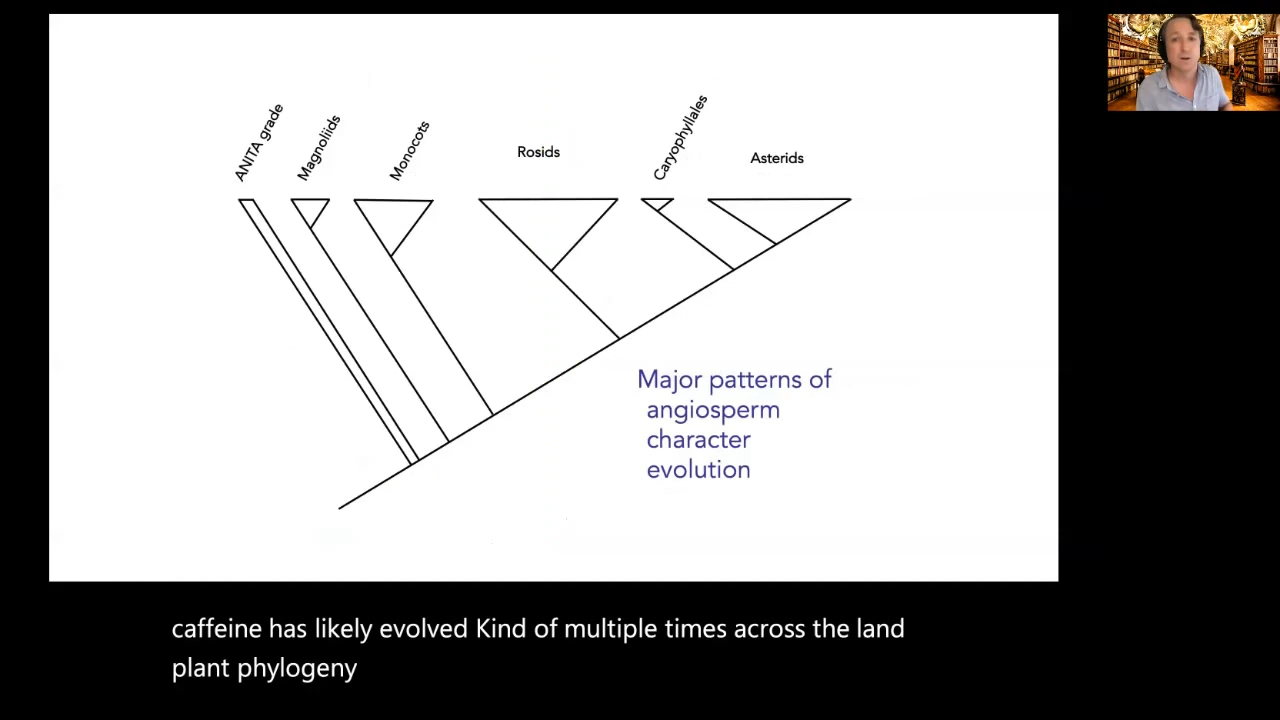 ANITA grade
Magnoliids
Monocots
Rosids
Caryophyllales
Asterids
Major patterns of
angiosperm
character
evolution
caffeine has likely evolved Kind of multiple times across the land
plant phylogeny